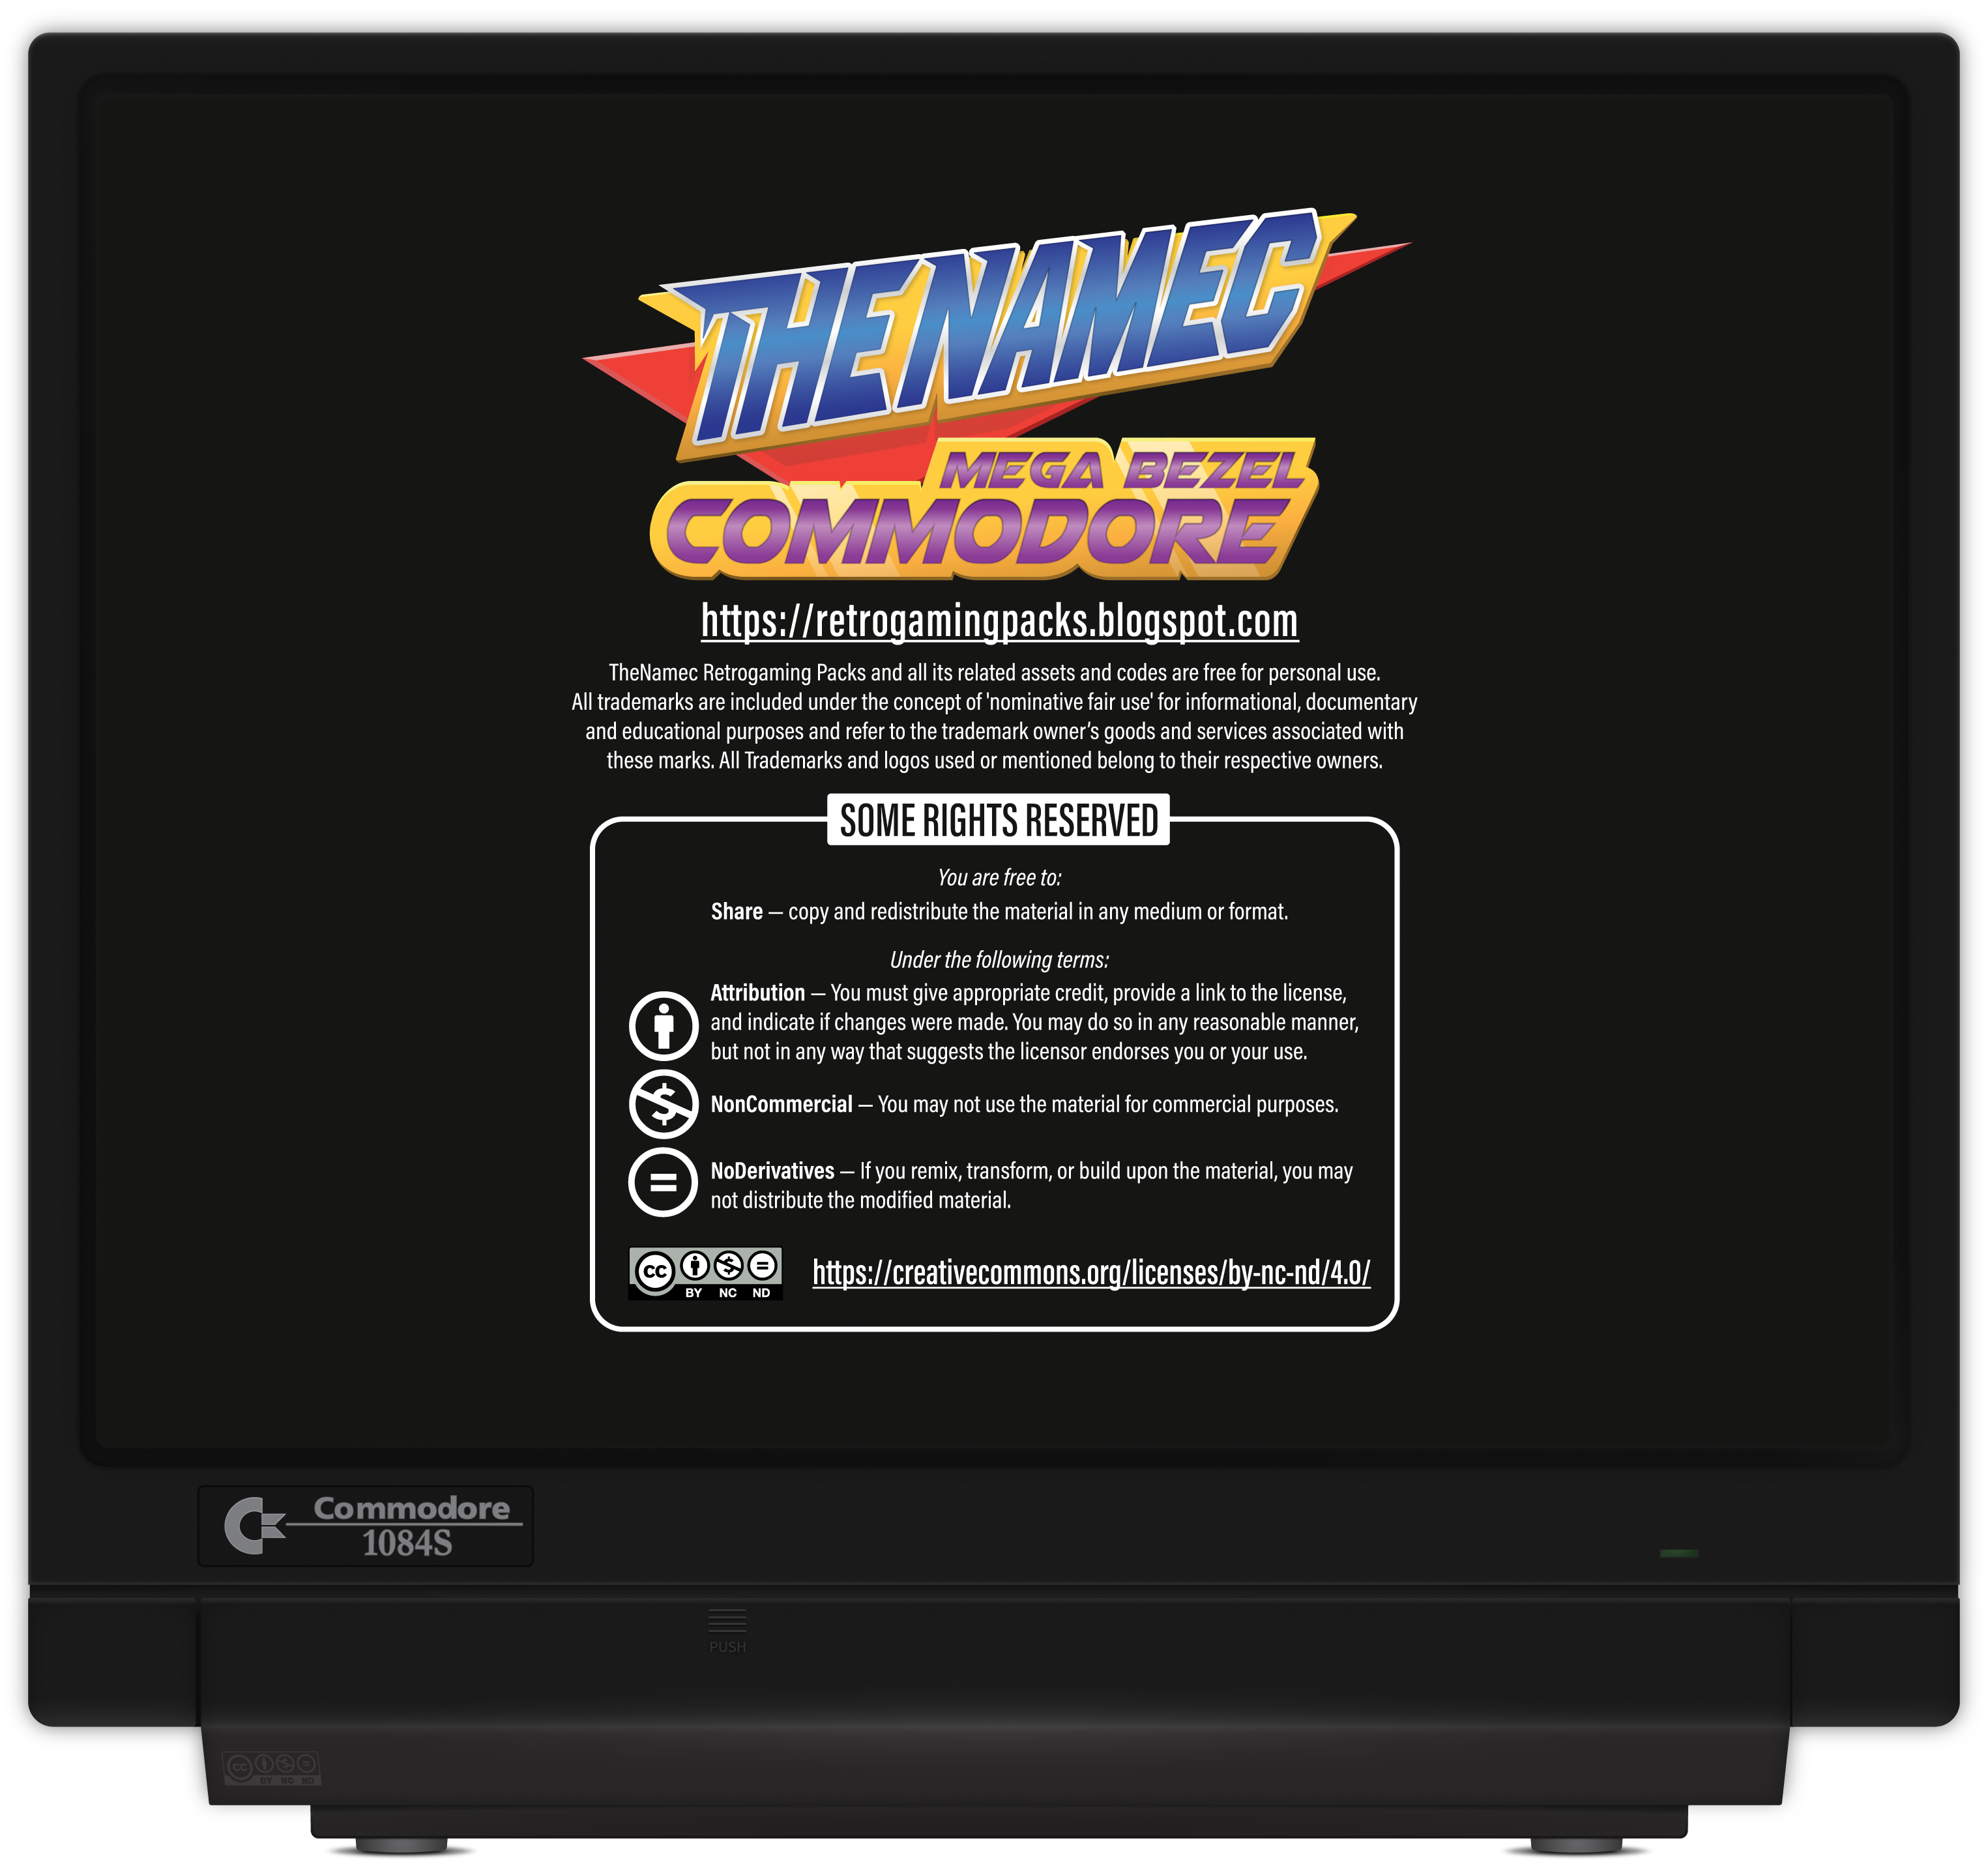 THE NAMEC
MEGA BEZEL
COMMODORE
https://retrogamingpacks.blogspot.com
TheNamec Retrogaming Packs and all its related assets and codes are free for personal use.
All trademarks are included under the concept of 'nominative fair use' for informational, documentary
and educational purposes and refer to the trademark owner’s goods and services associated with
these marks. All Trademarks and logos used or mentioned belong to their respective owners.
SOME RIGHTS RESERVED
You are free to:
Share — copy and redistribute the material in any medium or format.
Under the following terms:
Attribution — You must give appropriate credit, provide a link to the license,
and indicate if changes were made. You may do so in any reasonable manner,
but not in any way that suggests the licensor endorses you or your use.
NonCommercial — You may not use the material for commercial purposes.
NoDerivatives — If you remix, transform, or build upon the material, you may
not distribute the modified material.
cc BY NC ND
https://creativecommons.org/licenses/by-nc-nd/4.0/
Commodore
1084S
PUSH
cc BY NC ND